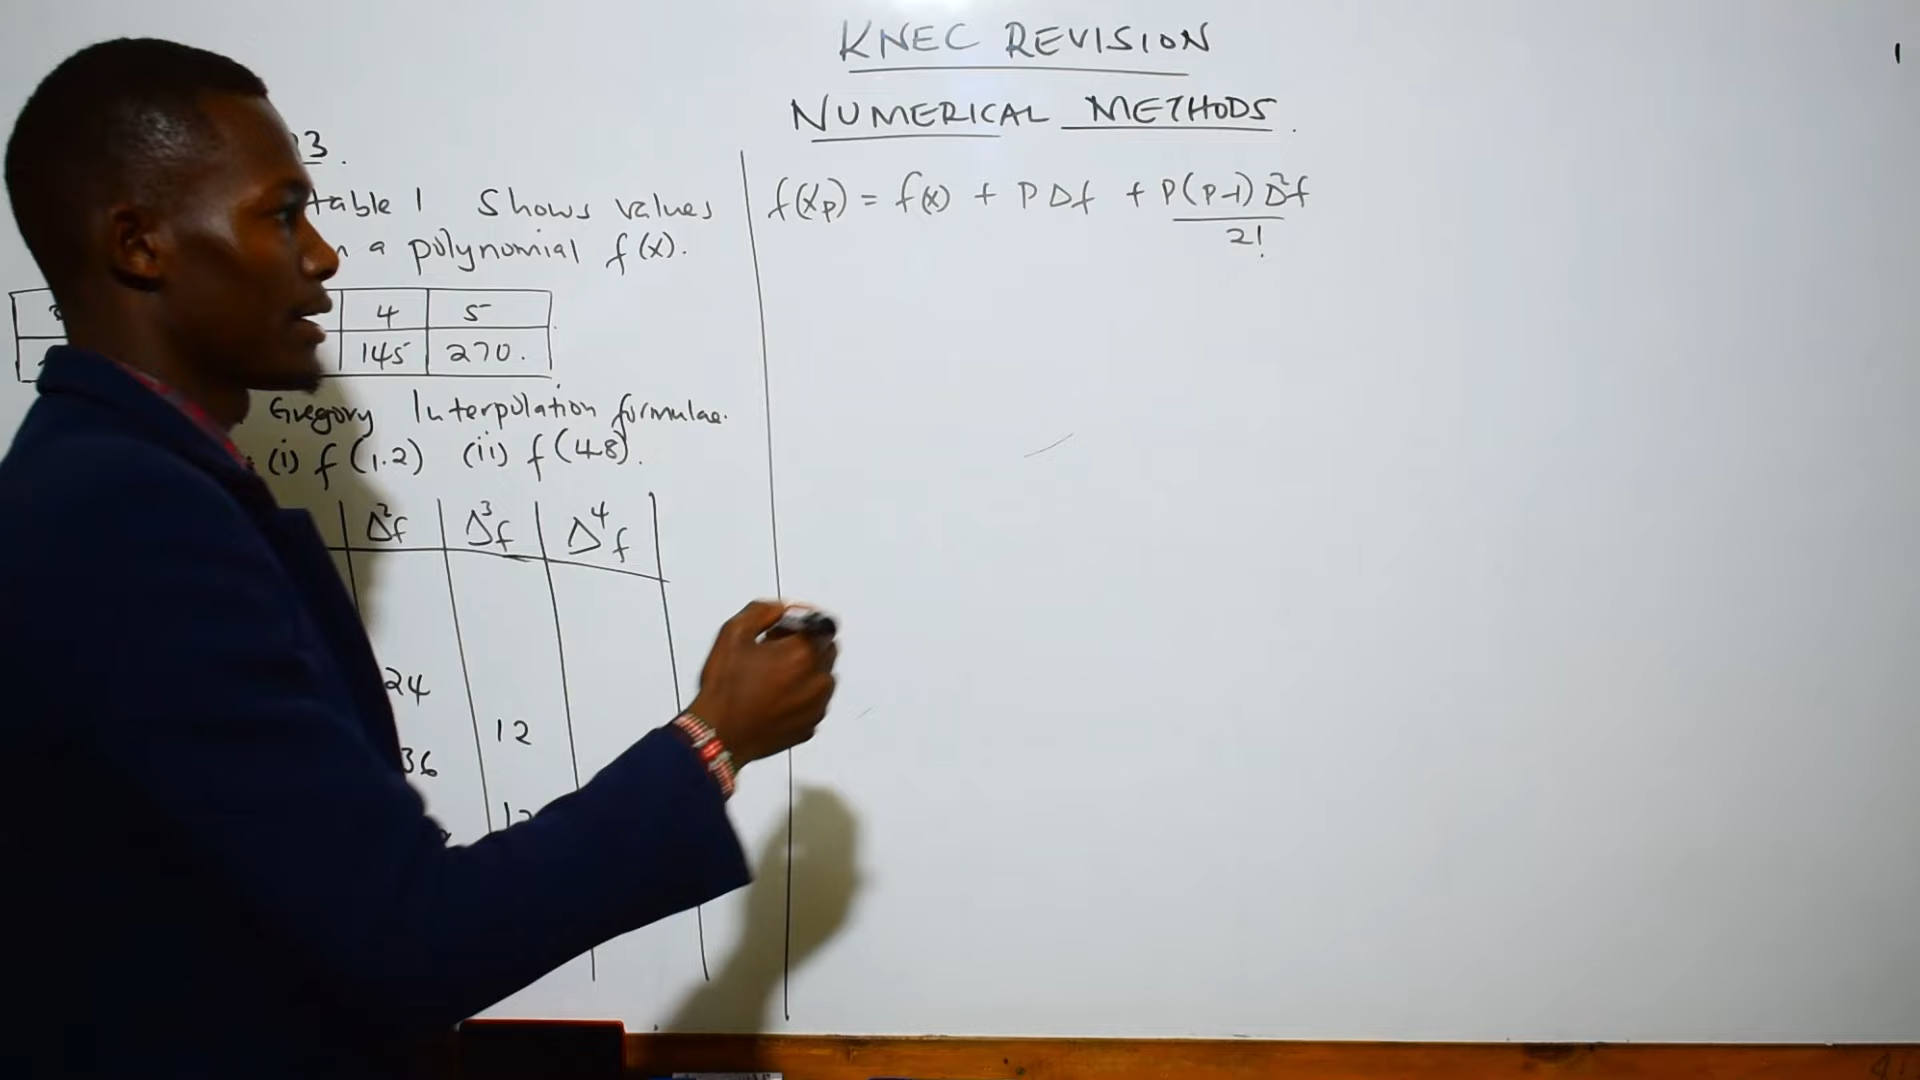 KNEC REVISION
NUMERICAL METHODS.
3.
table 1 Shows values
a polynomial f(x).
4 5
145 270.
Gregory Interpolation formulae.
(i) f(1.2) (ii) f(4.8).
Δ²f Δ³f Δ⁴f
24
12
36
f(xp) = f(x) + PΔf + P(P-1)Δ²f
2!
1